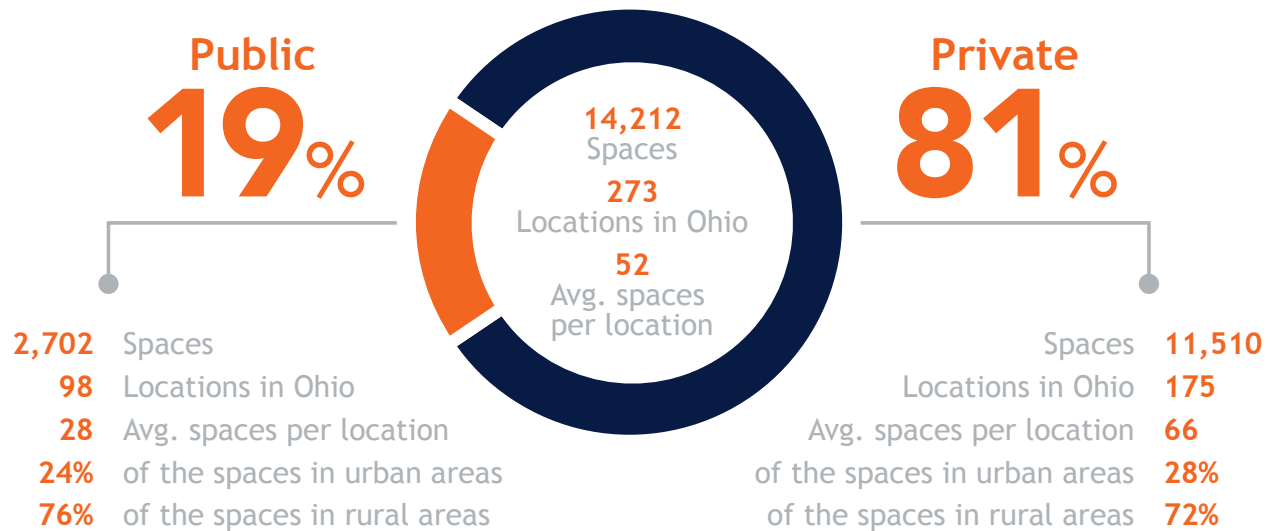 Public
19%
14,212
Spaces
273
Locations in Ohio
52
Avg. spaces
per location
Private
81%
2,702 Spaces
98 Locations in Ohio
28 Avg. spaces per location
24% of the spaces in urban areas
76% of the spaces in rural areas
Spaces 11,510
Locations in Ohio 175
Avg. spaces per location 66
of the spaces in urban areas 28%
of the spaces in rural areas 72%